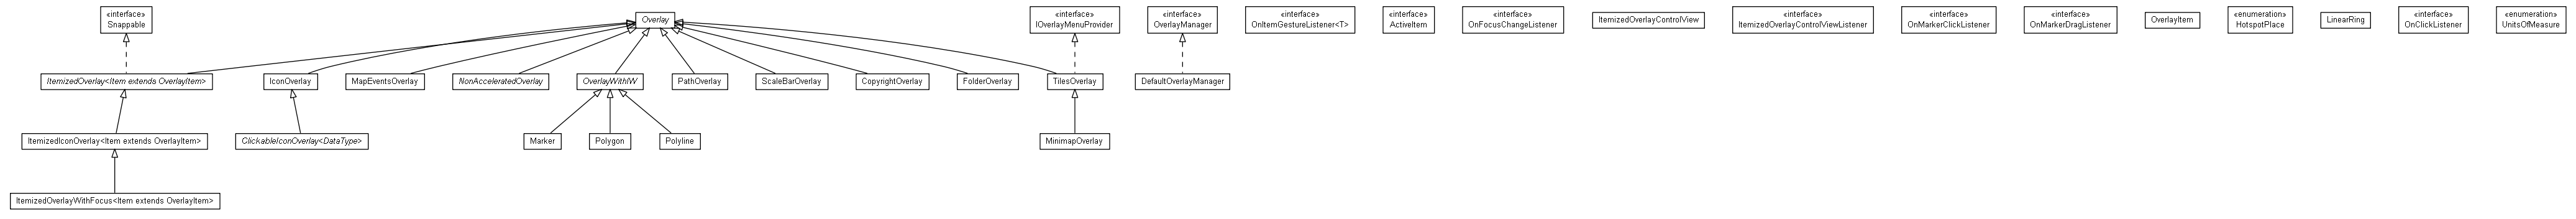 «interface»
Snappable
Overlay
«interface»
IOverlayMenuProvider
«interface»
OverlayManager
«interface»
OnItemGestureListener<T>
«interface»
ActiveItem
«interface»
OnFocusChangeListener
ItemizedOverlayControlView
«interface»
ItemizedOverlayControlViewListener
«interface»
OnMarkerClickListener
«interface»
OnMarkerDragListener
OverlayItem
«enumeration»
HotspotPlace
LinearRing
«interface»
OnClickListener
«enumeration»
UnitsOfMeasure
ItemizedOverlay<Item extends OverlayItem>
IconOverlay
MapEventsOverlay
NonAcceleratedOverlay
OverlayWithIW
PathOverlay
ScaleBarOverlay
CopyrightOverlay
FolderOverlay
TilesOverlay
DefaultOverlayManager
ItemizedIconOverlay<Item extends OverlayItem>
ClickableIconOverlay<DataType>
Marker
Polygon
Polyline
MinimapOverlay
ItemizedOverlayWithFocus<Item extends OverlayItem>